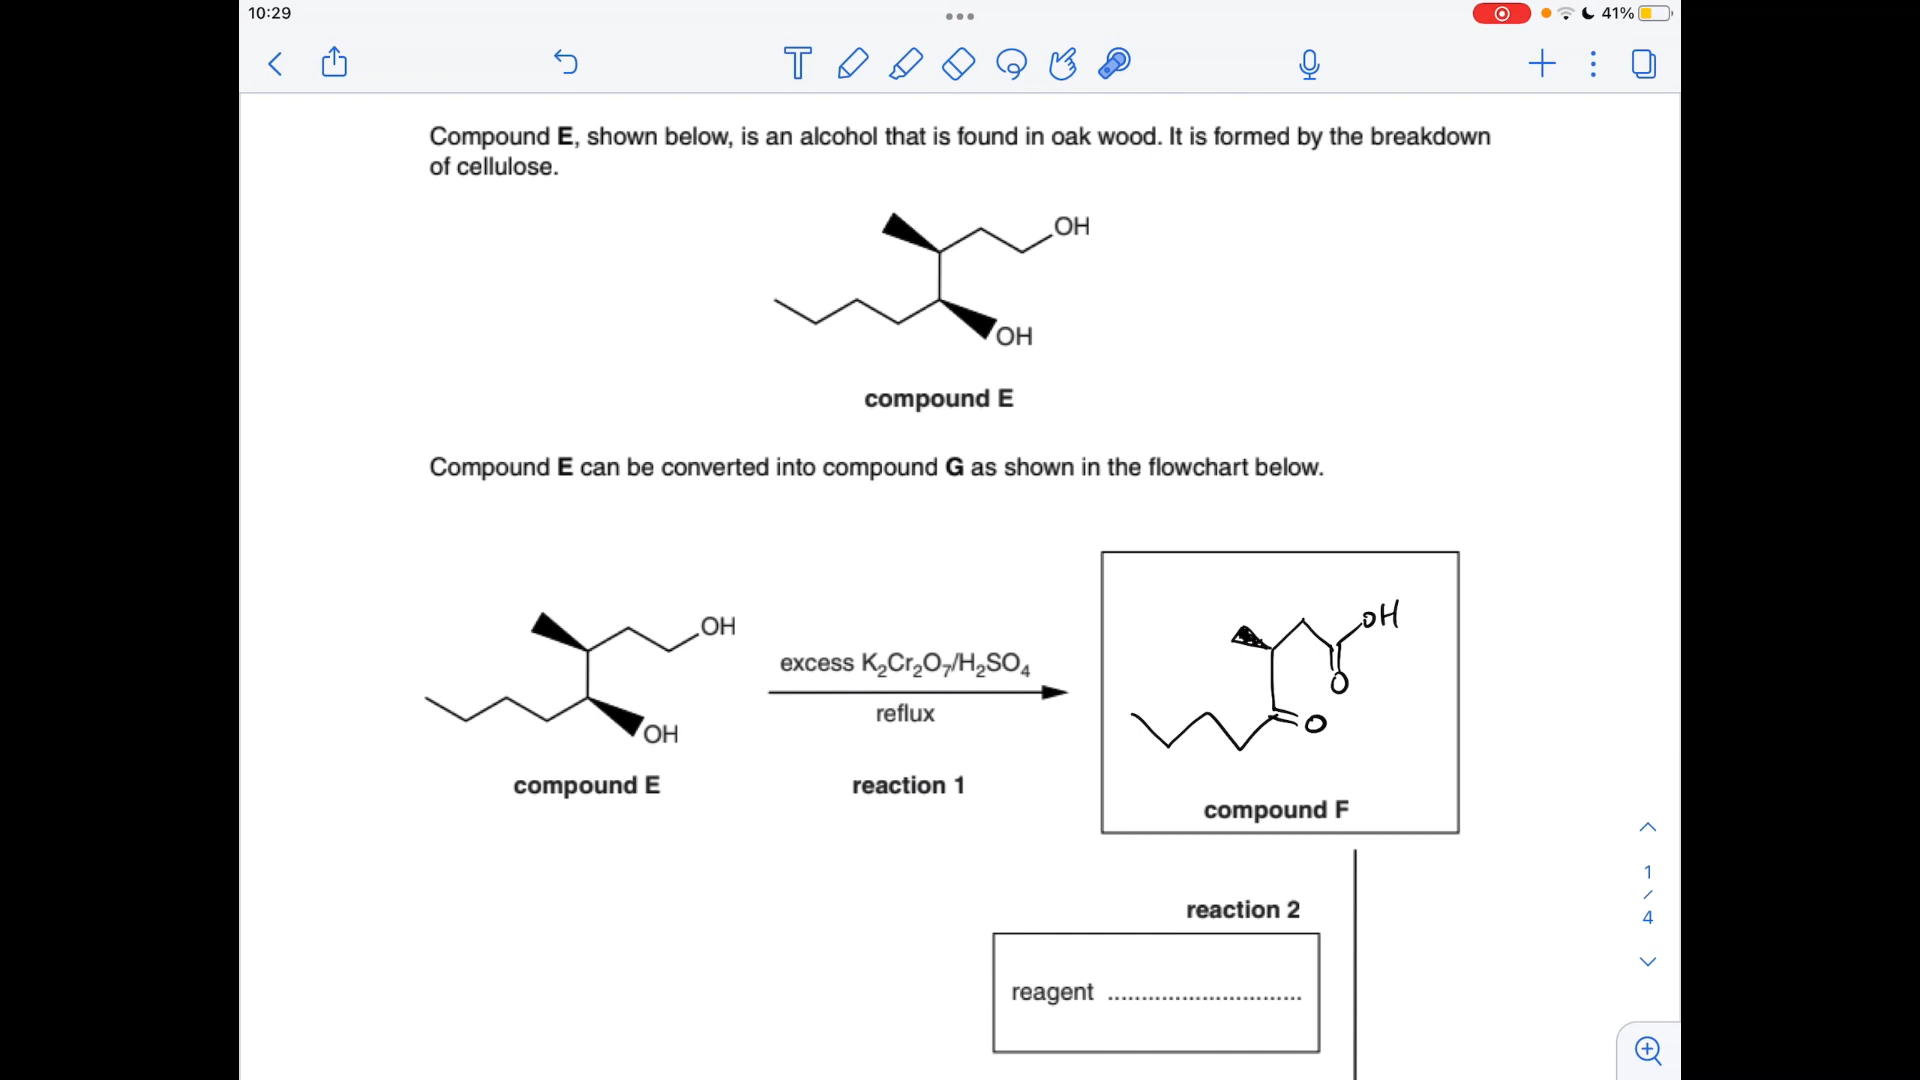 10:29
41%
Compound E, shown below, is an alcohol that is found in oak wood. It is formed by the breakdown
of cellulose.
OH
OH
compound E
Compound E can be converted into compound G as shown in the flowchart below.
OH
OH
compound E
excess K₂Cr₂O₇/H₂SO₄
reflux
reaction 1
OH
O
O
compound F
reaction 2
reagent ..............................
1
/
4